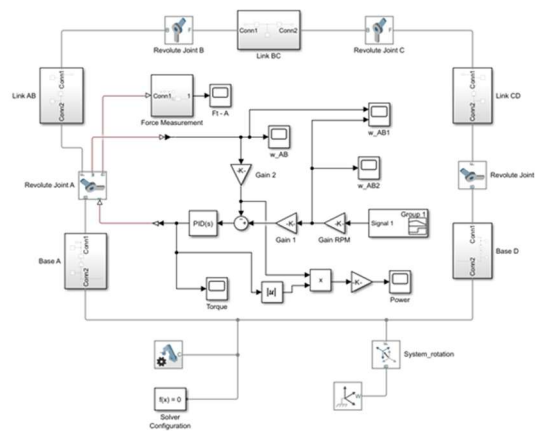 B F
Revolute Joint B
Conn1 Conn2
Link BC
B F
Revolute Joint C
Link AB
Conn1
Conn2
Conn1 1
Force Measurement
Ft - A
w_AB
w_AB1
Conn1
Conn2
Link CD
-K-
Gain 2
w_AB2
Revolute Joint A
Revolute Joint
PID(s)
-K-
Gain 1
-K-
Gain RPM
Group 1
Signal 1
Base A
Conn1
Conn2
Conn1
Conn2
Base D
Torque
|u|
x
-K-
Power
C
System_rotation
f(x) = 0
Solver
Configuration
W